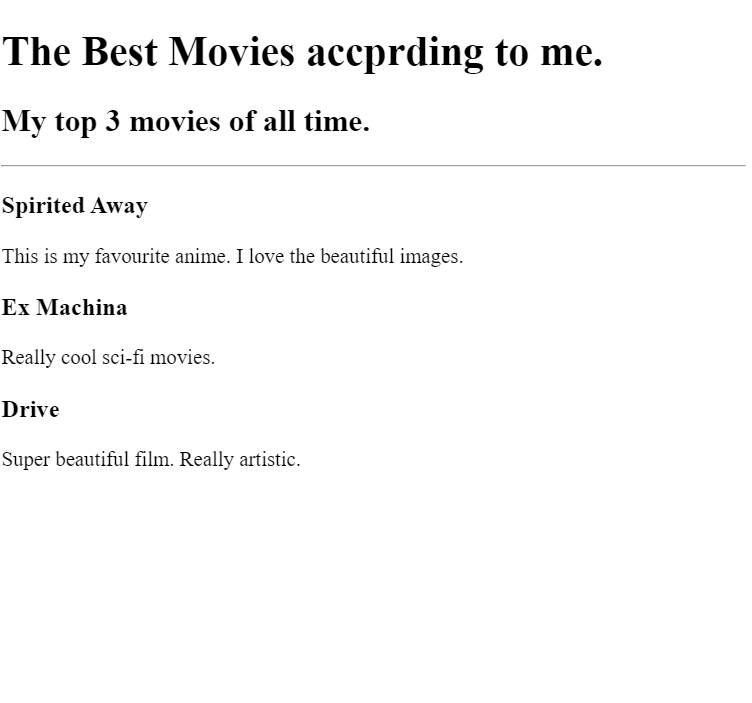 The Best Movies accprding to me.
My top 3 movies of all time.
Spirited Away
This is my favourite anime. I love the beautiful images.
Ex Machina
Really cool sci-fi movies.
Drive
Super beautiful film. Really artistic.